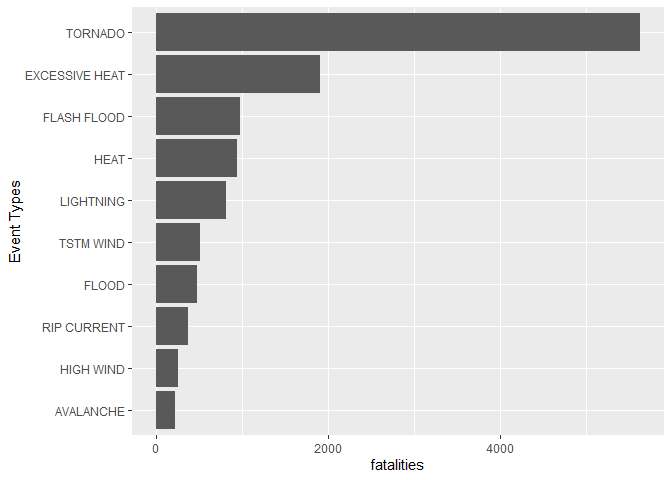 TORNADO
EXCESSIVE HEAT
FLASH FLOOD
HEAT
LIGHTNING
TSTM WIND
FLOOD
RIP CURRENT
HIGH WIND
AVALANCHE
Event Types
0 2000 4000
fatalities